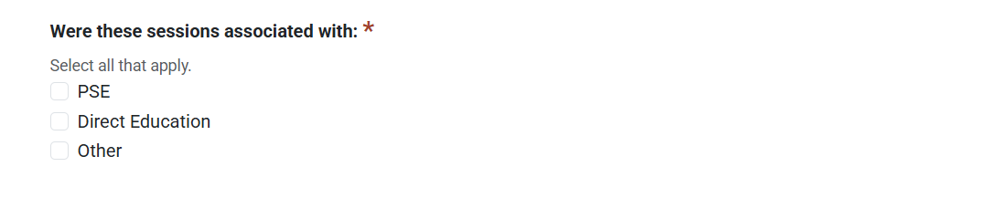 Were these sessions associated with: *
Select all that apply.
PSE
Direct Education
Other